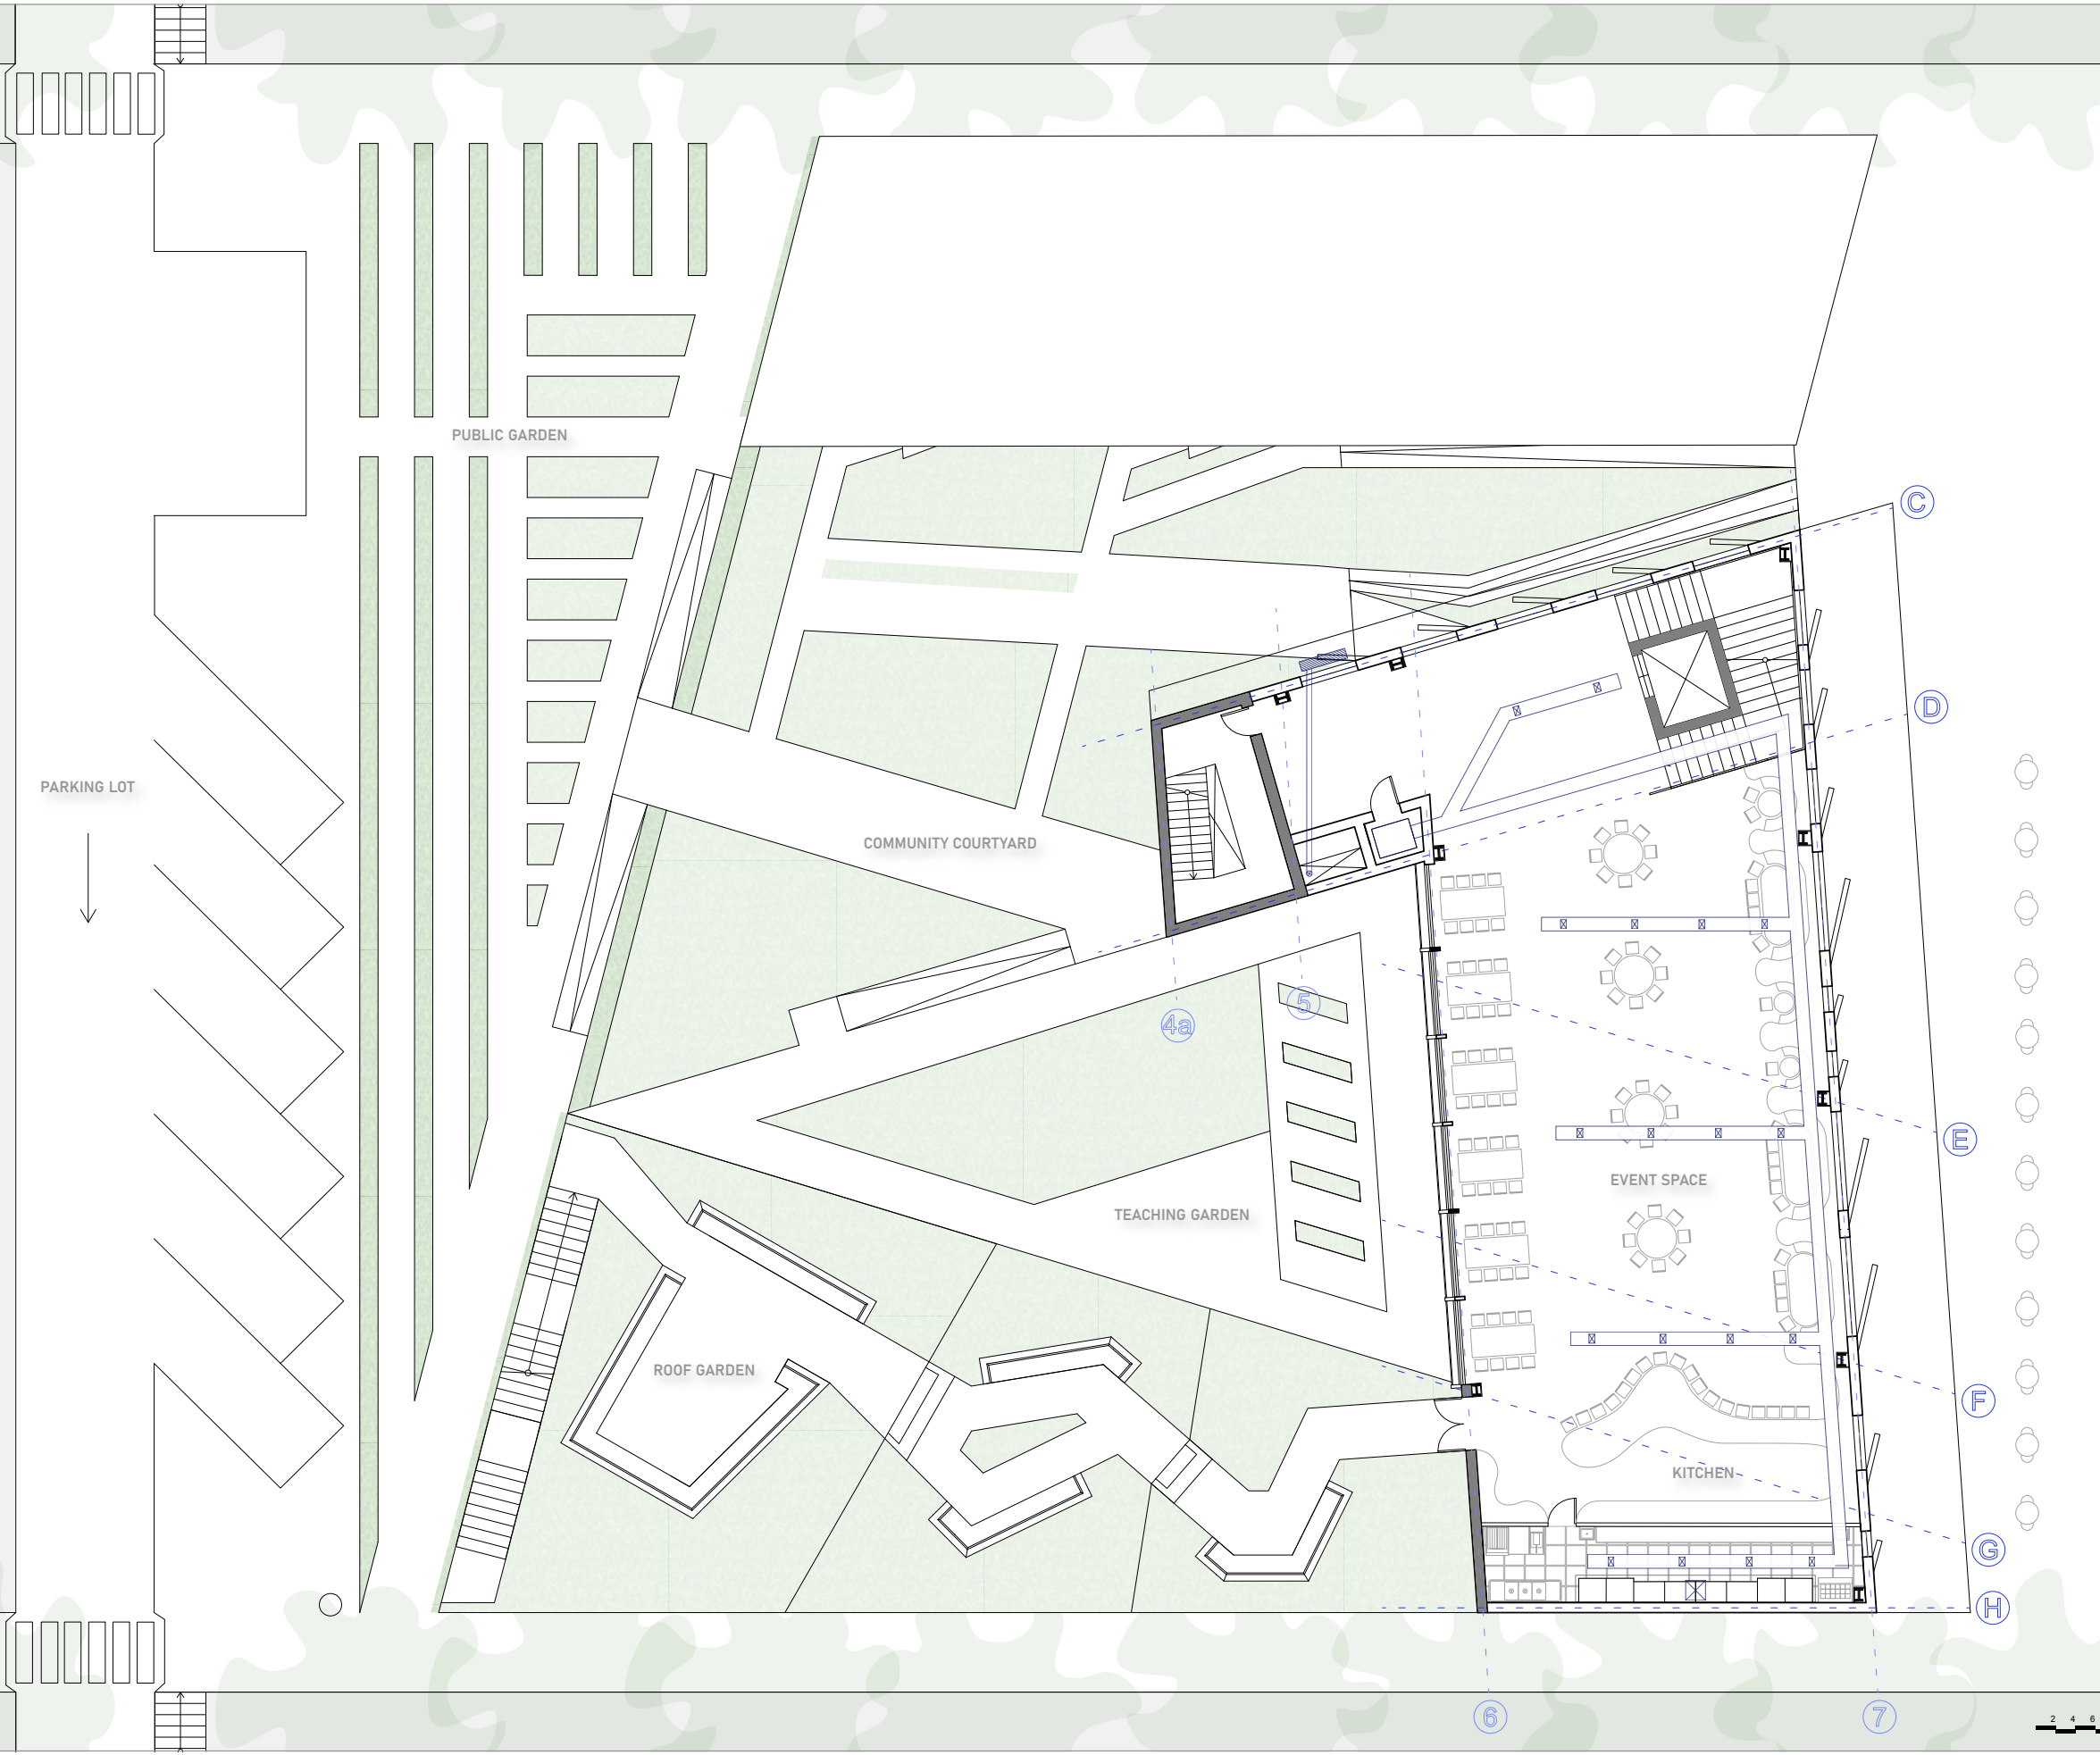 PUBLIC GARDEN
C
D
PARKING LOT
COMMUNITY COURTYARD
5
4a
E
EVENT SPACE
TEACHING GARDEN
ROOF GARDEN
F
KITCHEN
G
H
6
7
2 4 6